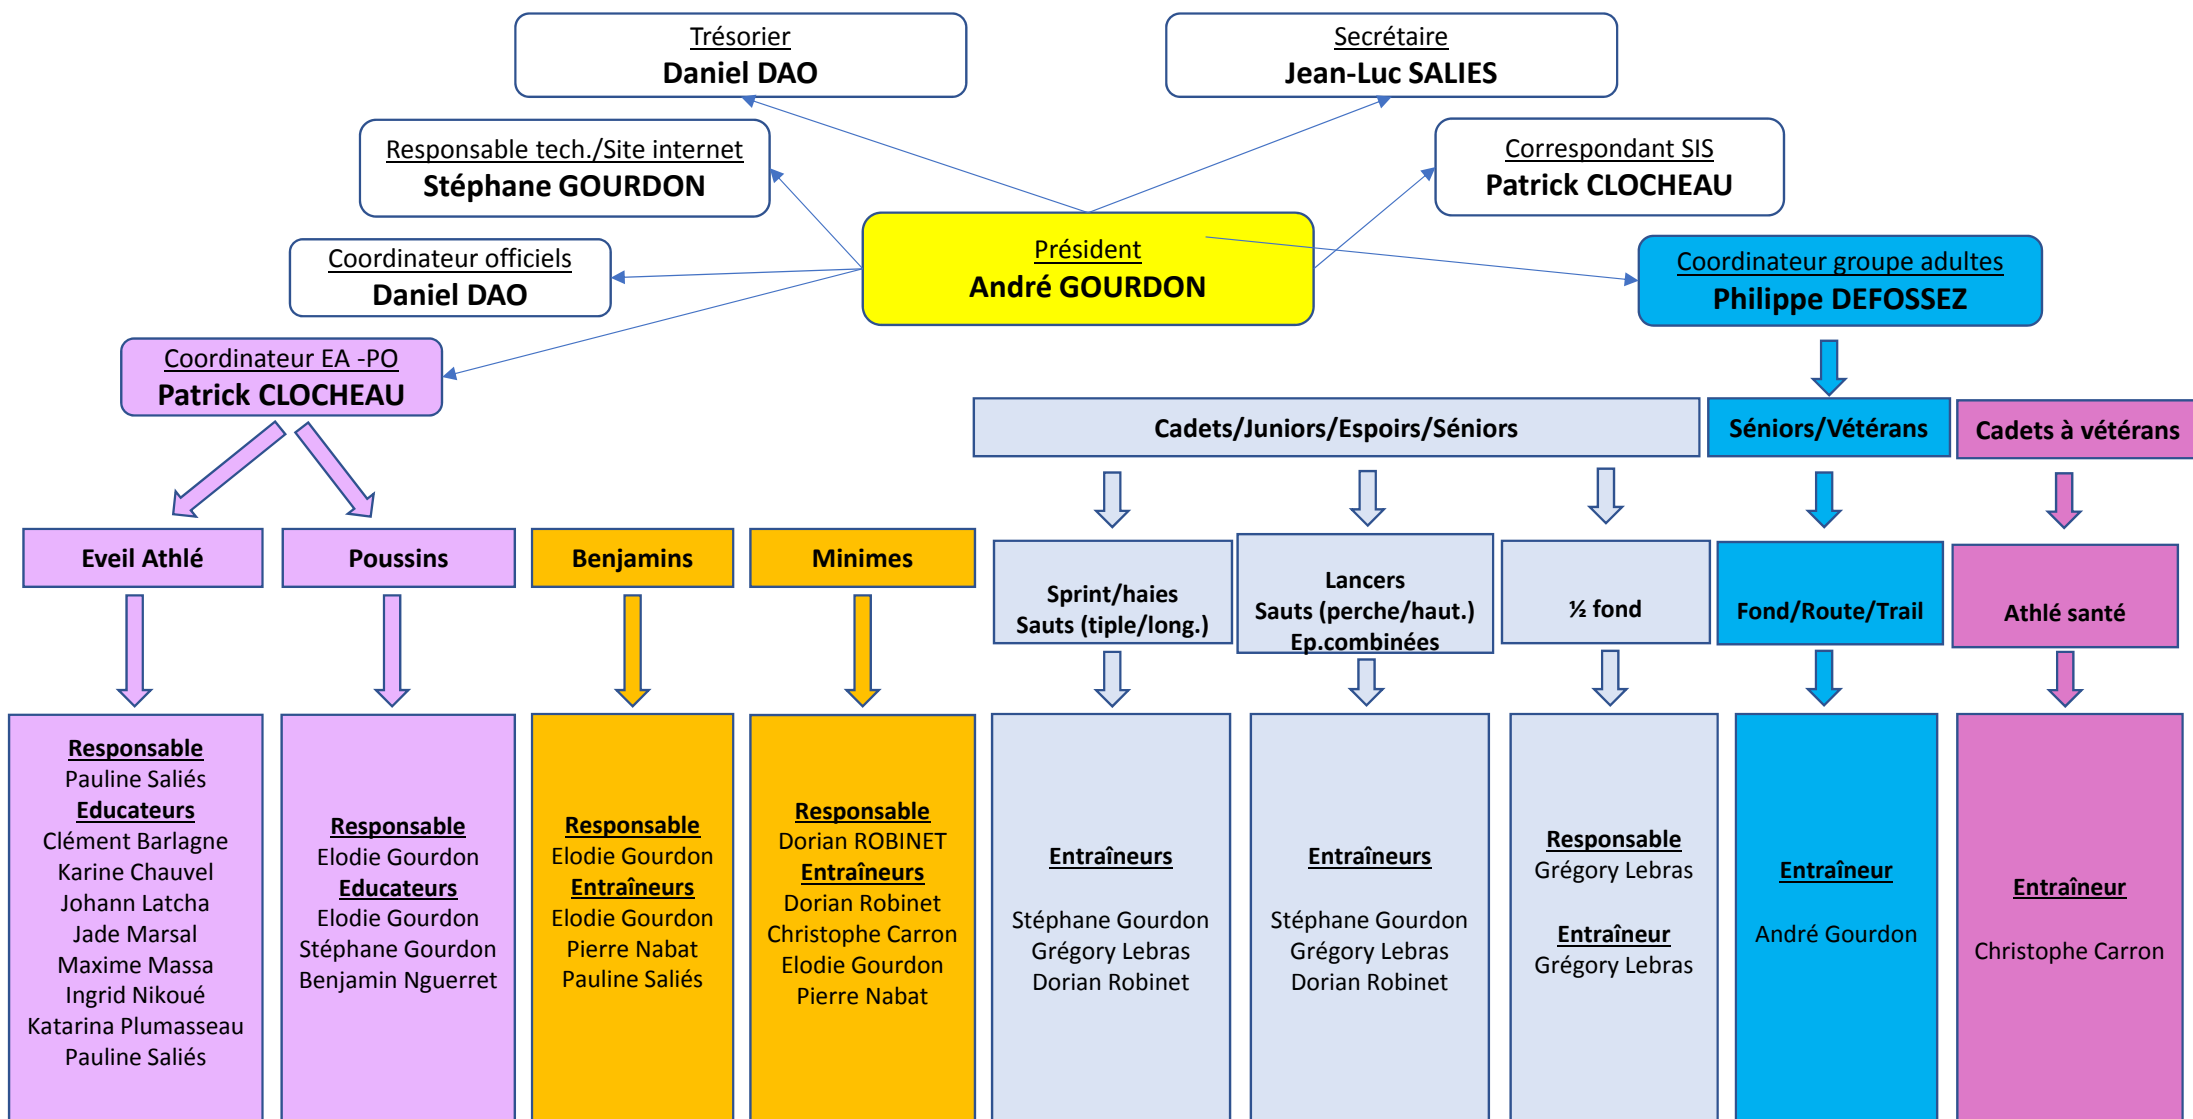 Trésorier
Daniel DAO
Secrétaire
Jean-Luc SALIES
Responsable tech./Site internet
Stéphane GOURDON
Correspondant SIS
Patrick CLOCHEAU
Président
André GOURDON
Coordinateur officiels
Daniel DAO
Coordinateur groupe adultes
Philippe DEFOSSEZ
Coordinateur EA -PO
Patrick CLOCHEAU
Cadets/Juniors/Espoirs/Séniors
Séniors/Vétérans
Cadets à vétérans
Eveil Athlé
Poussins
Benjamins
Minimes
Sprint/haies
Sauts (tiple/long.)
Lancers
Sauts (perche/haut.)
Ep.combinées
½ fond
Fond/Route/Trail
Athlé santé
Responsable
Pauline Saliés
Educateurs
Clément Barlagne
Karine Chauvel
Johann Latcha
Jade Marsal
Maxime Massa
Ingrid Nikoué
Katarina Plumasseau
Pauline Saliés
Responsable
Elodie Gourdon
Educateurs
Elodie Gourdon
Stéphane Gourdon
Benjamin Nguerret
Responsable
Elodie Gourdon
Entraîneurs
Elodie Gourdon
Pierre Nabat
Pauline Saliés
Responsable
Dorian ROBINET
Entraîneurs
Dorian Robinet
Christophe Carron
Elodie Gourdon
Pierre Nabat
Entraîneurs
Stéphane Gourdon
Grégory Lebras
Dorian Robinet
Entraîneurs
Stéphane Gourdon
Grégory Lebras
Dorian Robinet
Responsable
Grégory Lebras
Entraîneur
Grégory Lebras
Entraîneur
André Gourdon
Entraîneur
Christophe Carron